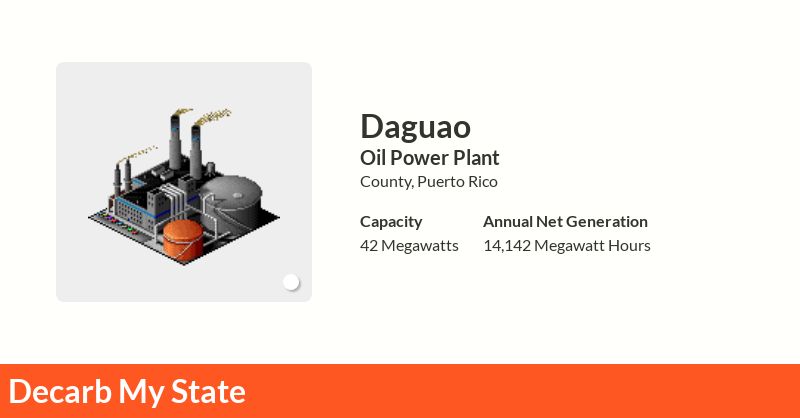 Daguao
Oil Power Plant
County, Puerto Rico
Capacity Annual Net Generation
42 Megawatts 14,142 Megawatt Hours
Decarb My State